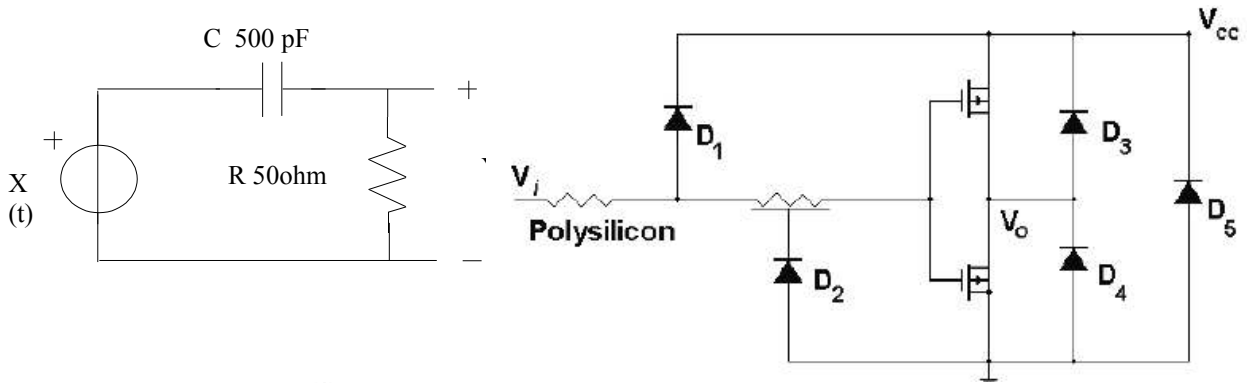 C 500 pF
+
+
R 50ohm
X
(t)
–
V_cc
D_1
D_3
V_i
Polysilicon
V_o
D_5
D_2
D_4